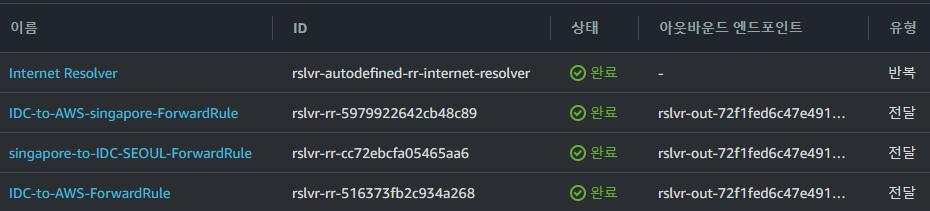 이름 ID 상태 아웃바운드 엔드포인트 유형
Internet Resolver rslvr-autodefined-rr-internet-resolver 완료 - 반복
IDC-to-AWS-singapore-ForwardRule rslvr-rr-5979922642cb48c89 완료 rslvr-out-72f1fed6c47e491... 전달
singapore-to-IDC-SEOUL-ForwardRule rslvr-rr-cc72ebcfa05465aa6 완료 rslvr-out-72f1fed6c47e491... 전달
IDC-to-AWS-ForwardRule rslvr-rr-516373fb2c934a268 완료 rslvr-out-72f1fed6c47e491... 전달